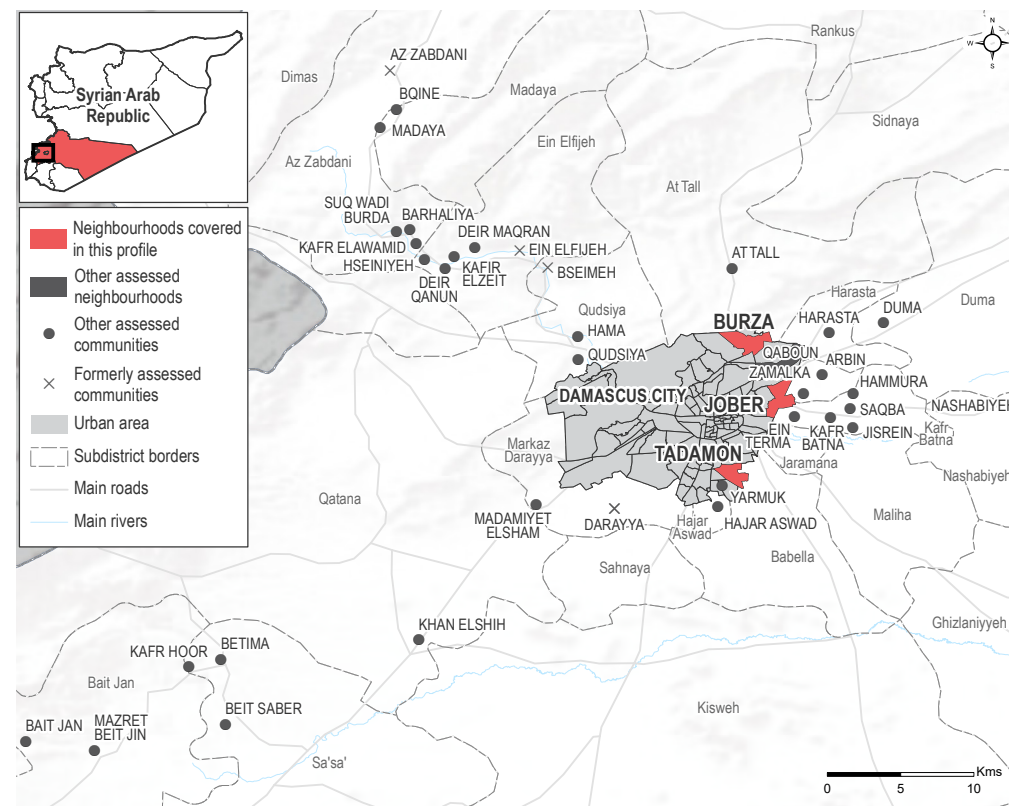 Syrian Arab
Republic
Neighbourhoods covered
in this profile
Other assessed
neighbourhoods
Other assessed
communities
Formerly assessed
communities
Urban area
Subdistrict borders
Main roads
Main rivers
N
W
S
Rankus
AZ ZABDANI
Dimas
BQINE
Madaya
MADAYA
Sidnaya
Ein Elfijeh
Az Zabdani
At Tall
SUQ WADI
BURDA
BARHALIYA
DEIR MAQRAN
KAFR ELAWAMID
EIN ELFIJEH
HSEINIYEH
KAFIR
ELZEIT
BSEIMEH
DEIR
QANUN
AT TALL
Qudsiya
Harasta
Duma
DUMA
HARASTA
BURZA
HAMA
QUDSIYA
QABOUN
ARBIN
ZAMALKA
HAMMURA
DAMASCUS CITY
JOBER
SAQBA
NASHABIYEH
EIN
TERMA
KAFR
BATNA
JISREIN
Kafr
Batna
Markaz
Darayya
TADAMON
Jaramana
Nashabiyeh
Qatana
YARMUK
MADAMIYET
ELSHAM
DARAYYA
Hajar
Aswad
HAJAR ASWAD
Maliha
Babella
Sahnaya
KHAN ELSHIH
Ghizlaniyyeh
KAFR HOOR
BETIMA
Bait Jan
BEIT SABER
Kisweh
BAIT JAN
MAZRET
BEIT JIN
Sa'sa'
Kms
0 5 10